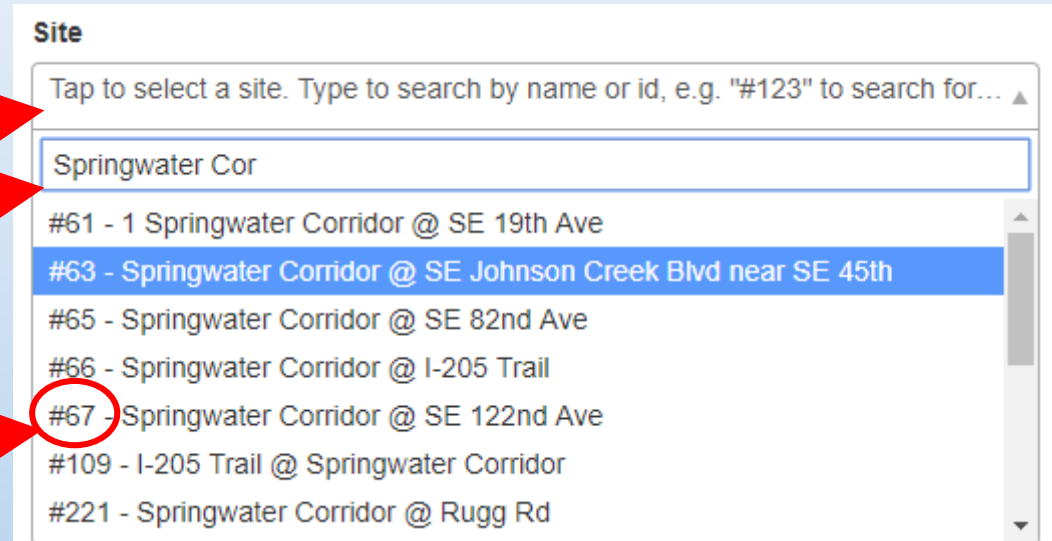 Site
Tap to select a site. Type to search by name or id, e.g. "#123" to search for...
Springwater Cor
#61 - 1 Springwater Corridor @ SE 19th Ave
#63 - Springwater Corridor @ SE Johnson Creek Blvd near SE 45th
#65 - Springwater Corridor @ SE 82nd Ave
#66 - Springwater Corridor @ I-205 Trail
#67 - Springwater Corridor @ SE 122nd Ave
#109 - I-205 Trail @ Springwater Corridor
#221 - Springwater Corridor @ Rugg Rd